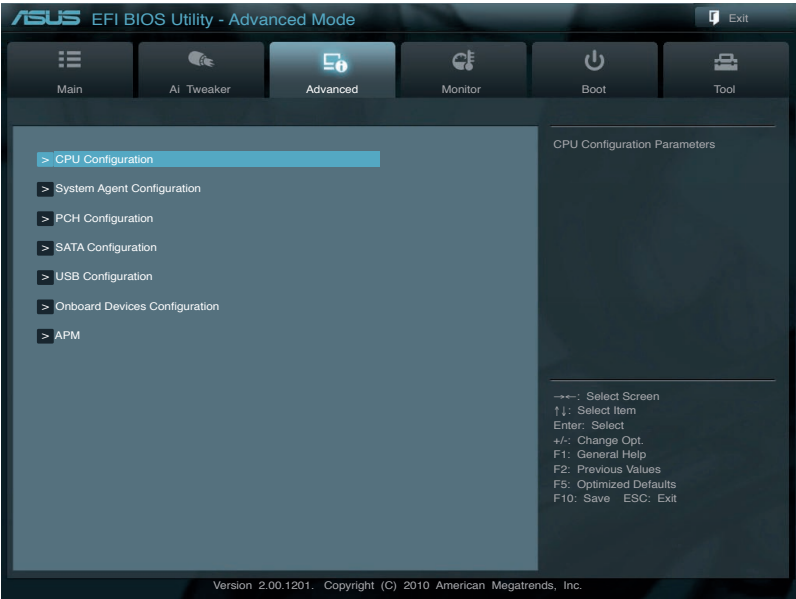 ASUS EFI BIOS Utility - Advanced Mode
Exit
Main
Ai Tweaker
Advanced
Monitor
Boot
Tool
> CPU Configuration
> System Agent Configuration
> PCH Configuration
> SATA Configuration
> USB Configuration
> Onboard Devices Configuration
> APM
CPU Configuration Parameters
→←: Select Screen
↑↓: Select Item
Enter: Select
+/-: Change Opt.
F1: General Help
F2: Previous Values
F5: Optimized Defaults
F10: Save ESC: Exit
Version 2.00.1201. Copyright (C) 2010 American Megatrends, Inc.